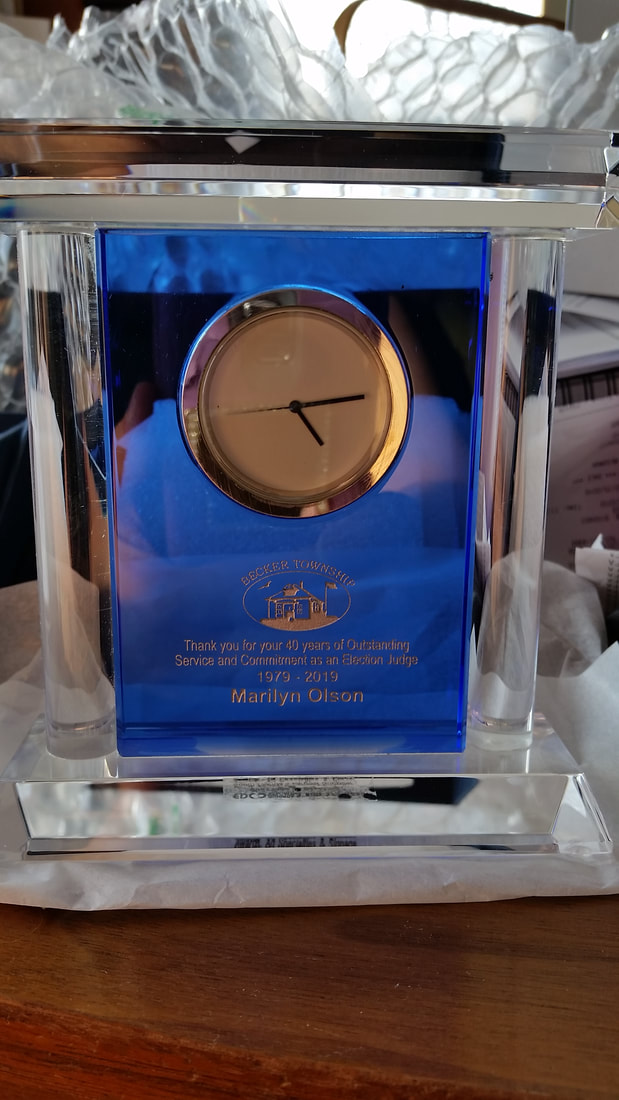 BECKER TOWNSHIP
Thank you for your 40 years of Outstanding
Service and Commitment as an Election Judge
1979 - 2019
Marilyn Olson